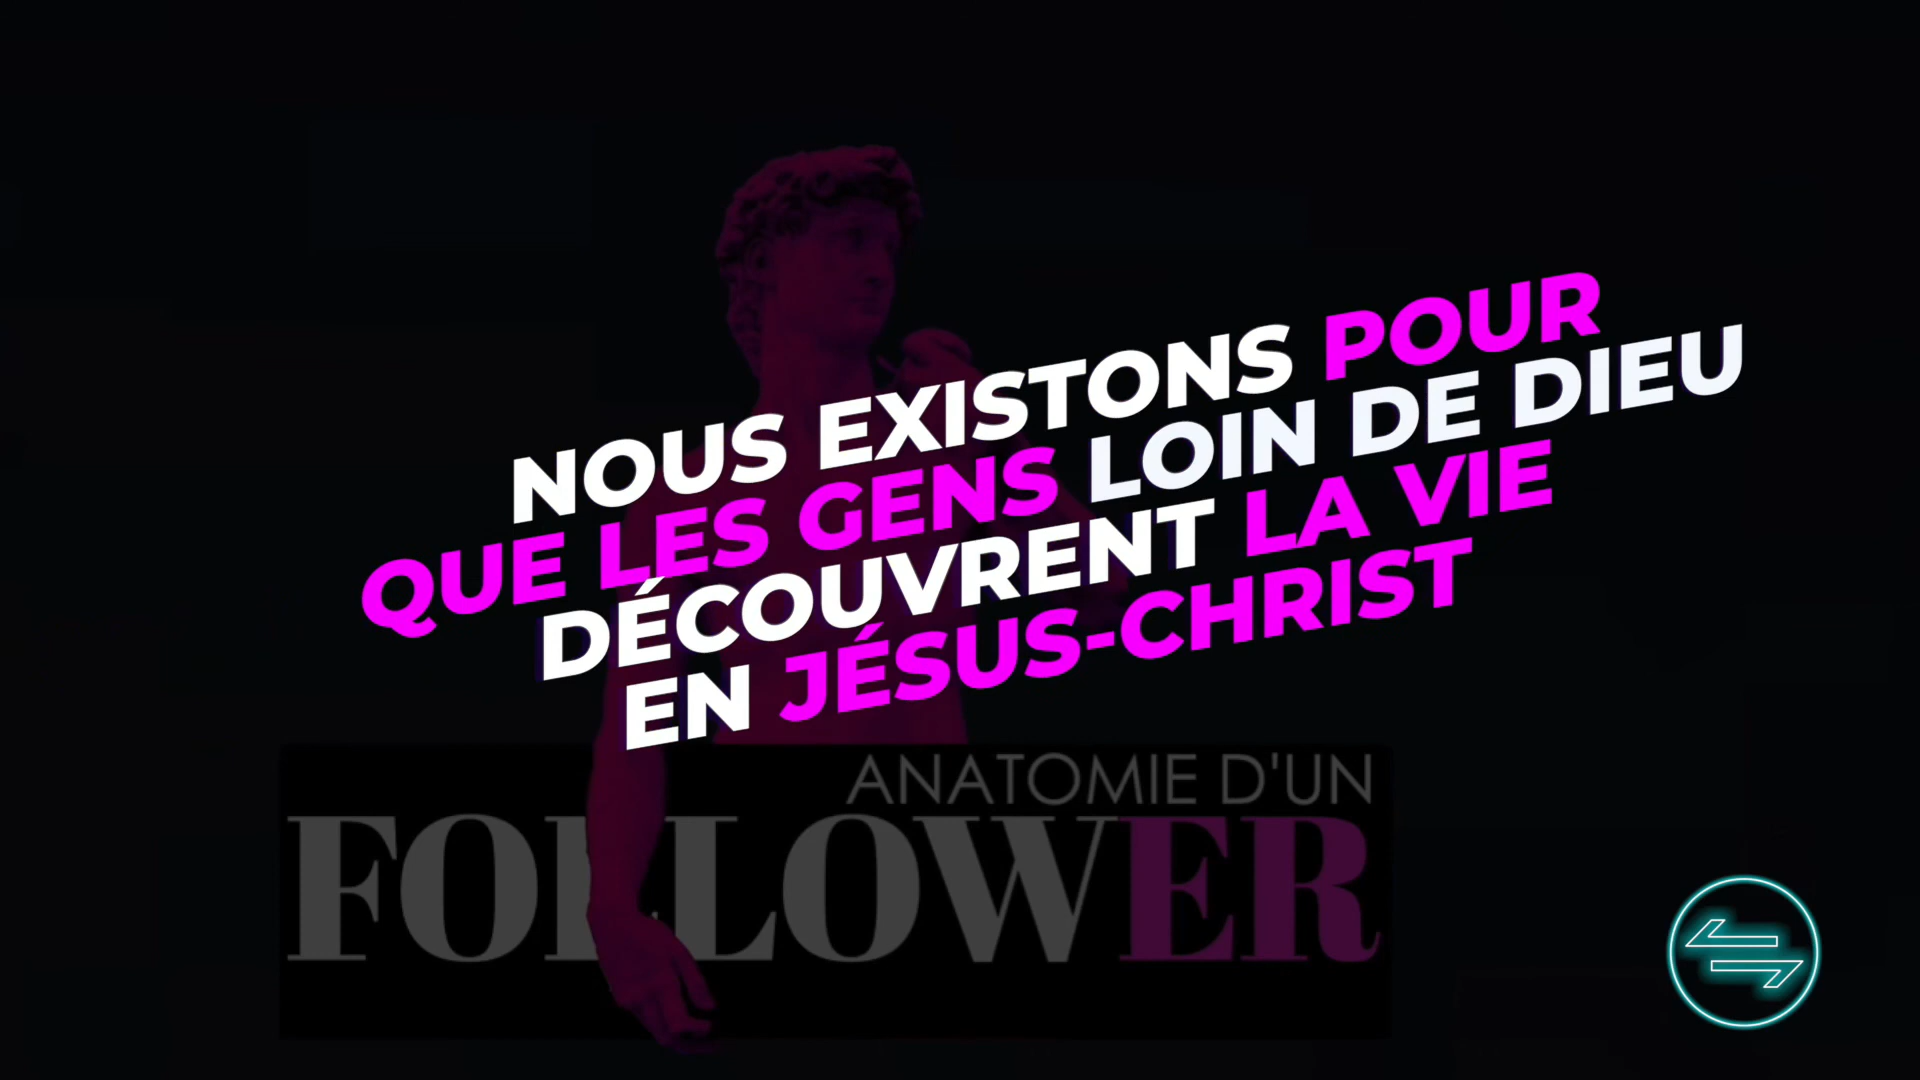 NOUS EXISTONS POUR
QUE LES GENS LOIN DE DIEU
DÉCOUVRENT LA VIE
EN JÉSUS-CHRIST
ANATOMIE D'UN
FOLLOWER